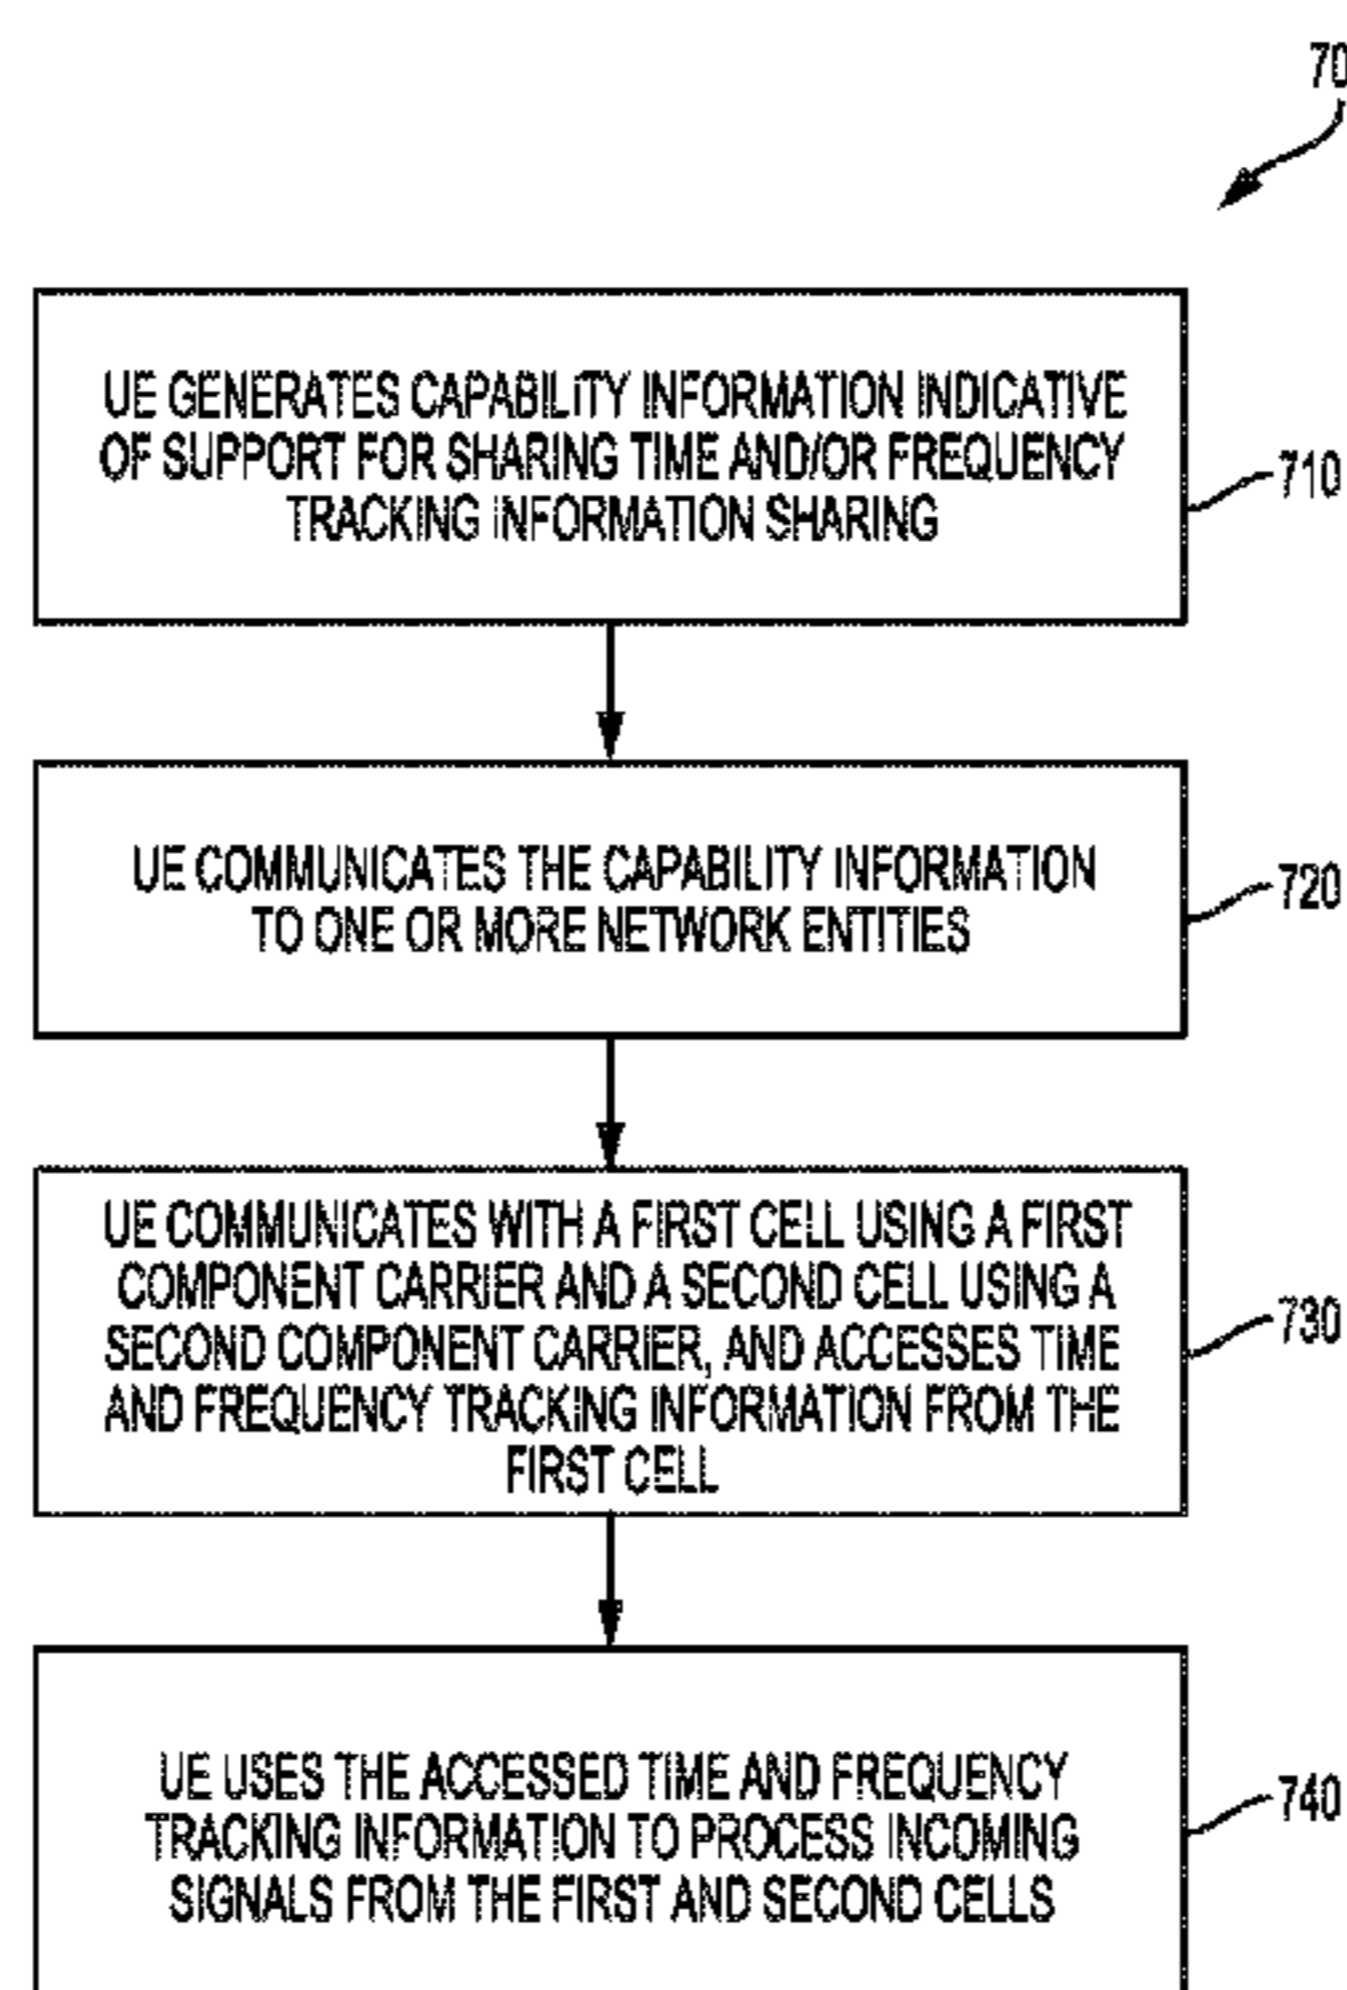 70
UE GENERATES CAPABILITY INFORMATION INDICATIVE
OF SUPPORT FOR SHARING TIME AND/OR FREQUENCY
TRACKING INFORMATION SHARING
710
UE COMMUNICATES THE CAPABILITY INFORMATION
TO ONE OR MORE NETWORK ENTITIES
720
UE COMMUNICATES WITH A FIRST CELL USING A FIRST
COMPONENT CARRIER AND A SECOND CELL USING A
SECOND COMPONENT CARRIER, AND ACCESSES TIME
AND FREQUENCY TRACKING INFORMATION FROM THE
FIRST CELL
730
UE USES THE ACCESSED TIME AND FREQUENCY
TRACKING INFORMATION TO PROCESS INCOMING
SIGNALS FROM THE FIRST AND SECOND CELLS
740